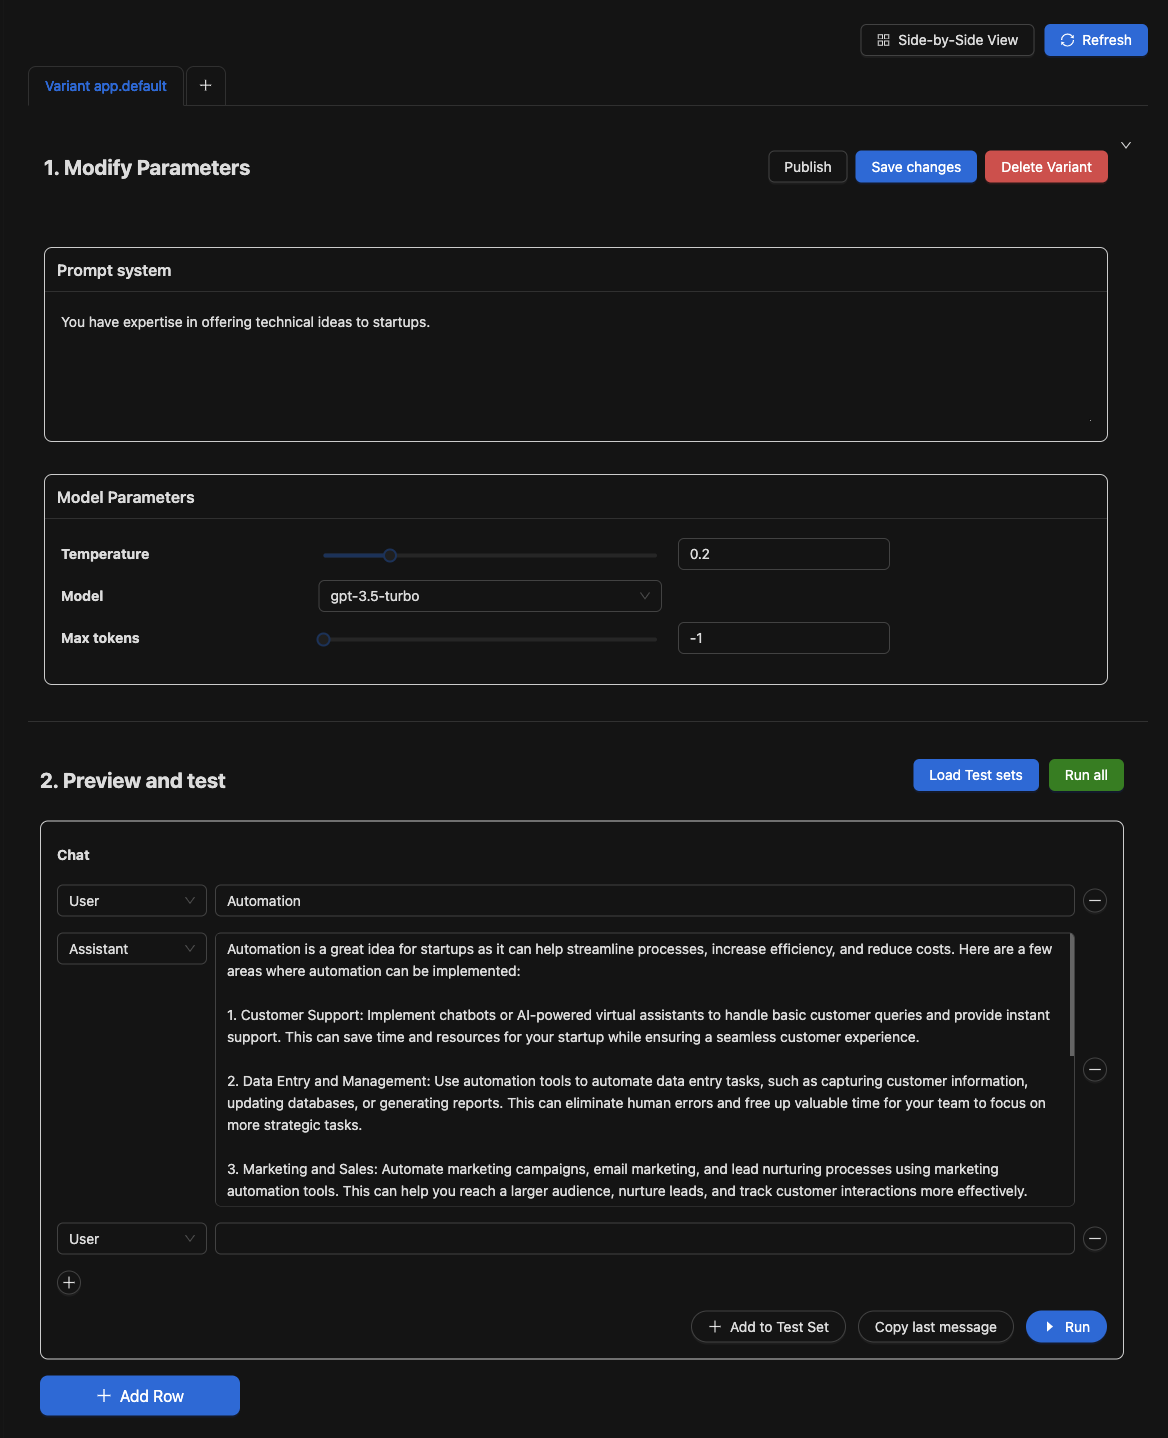 Side-by-Side View
Refresh
Variant app.default
1. Modify Parameters
Publish
Save changes
Delete Variant
Prompt system
You have expertise in offering technical ideas to startups.
Model Parameters
Temperature
0.2
Model
gpt-3.5-turbo
Max tokens
-1
2. Preview and test
Load Test sets
Run all
Chat
User
Automation
Assistant
Automation is a great idea for startups as it can help streamline processes, increase efficiency, and reduce costs. Here are a few
areas where automation can be implemented:
1. Customer Support: Implement chatbots or AI-powered virtual assistants to handle basic customer queries and provide instant
support. This can save time and resources for your startup while ensuring a seamless customer experience.
2. Data Entry and Management: Use automation tools to automate data entry tasks, such as capturing customer information,
updating databases, or generating reports. This can eliminate human errors and free up valuable time for your team to focus on
more strategic tasks.
3. Marketing and Sales: Automate marketing campaigns, email marketing, and lead nurturing processes using marketing
automation tools. This can help you reach a larger audience, nurture leads, and track customer interactions more effectively.
User
Add to Test Set
Copy last message
Run
Add Row